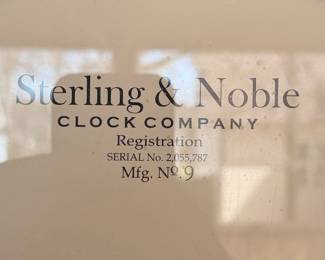 Sterling & Noble
CLOCK COMPANY
Registration
SERIAL No. 2,055,787
Mfg. Nº. 9